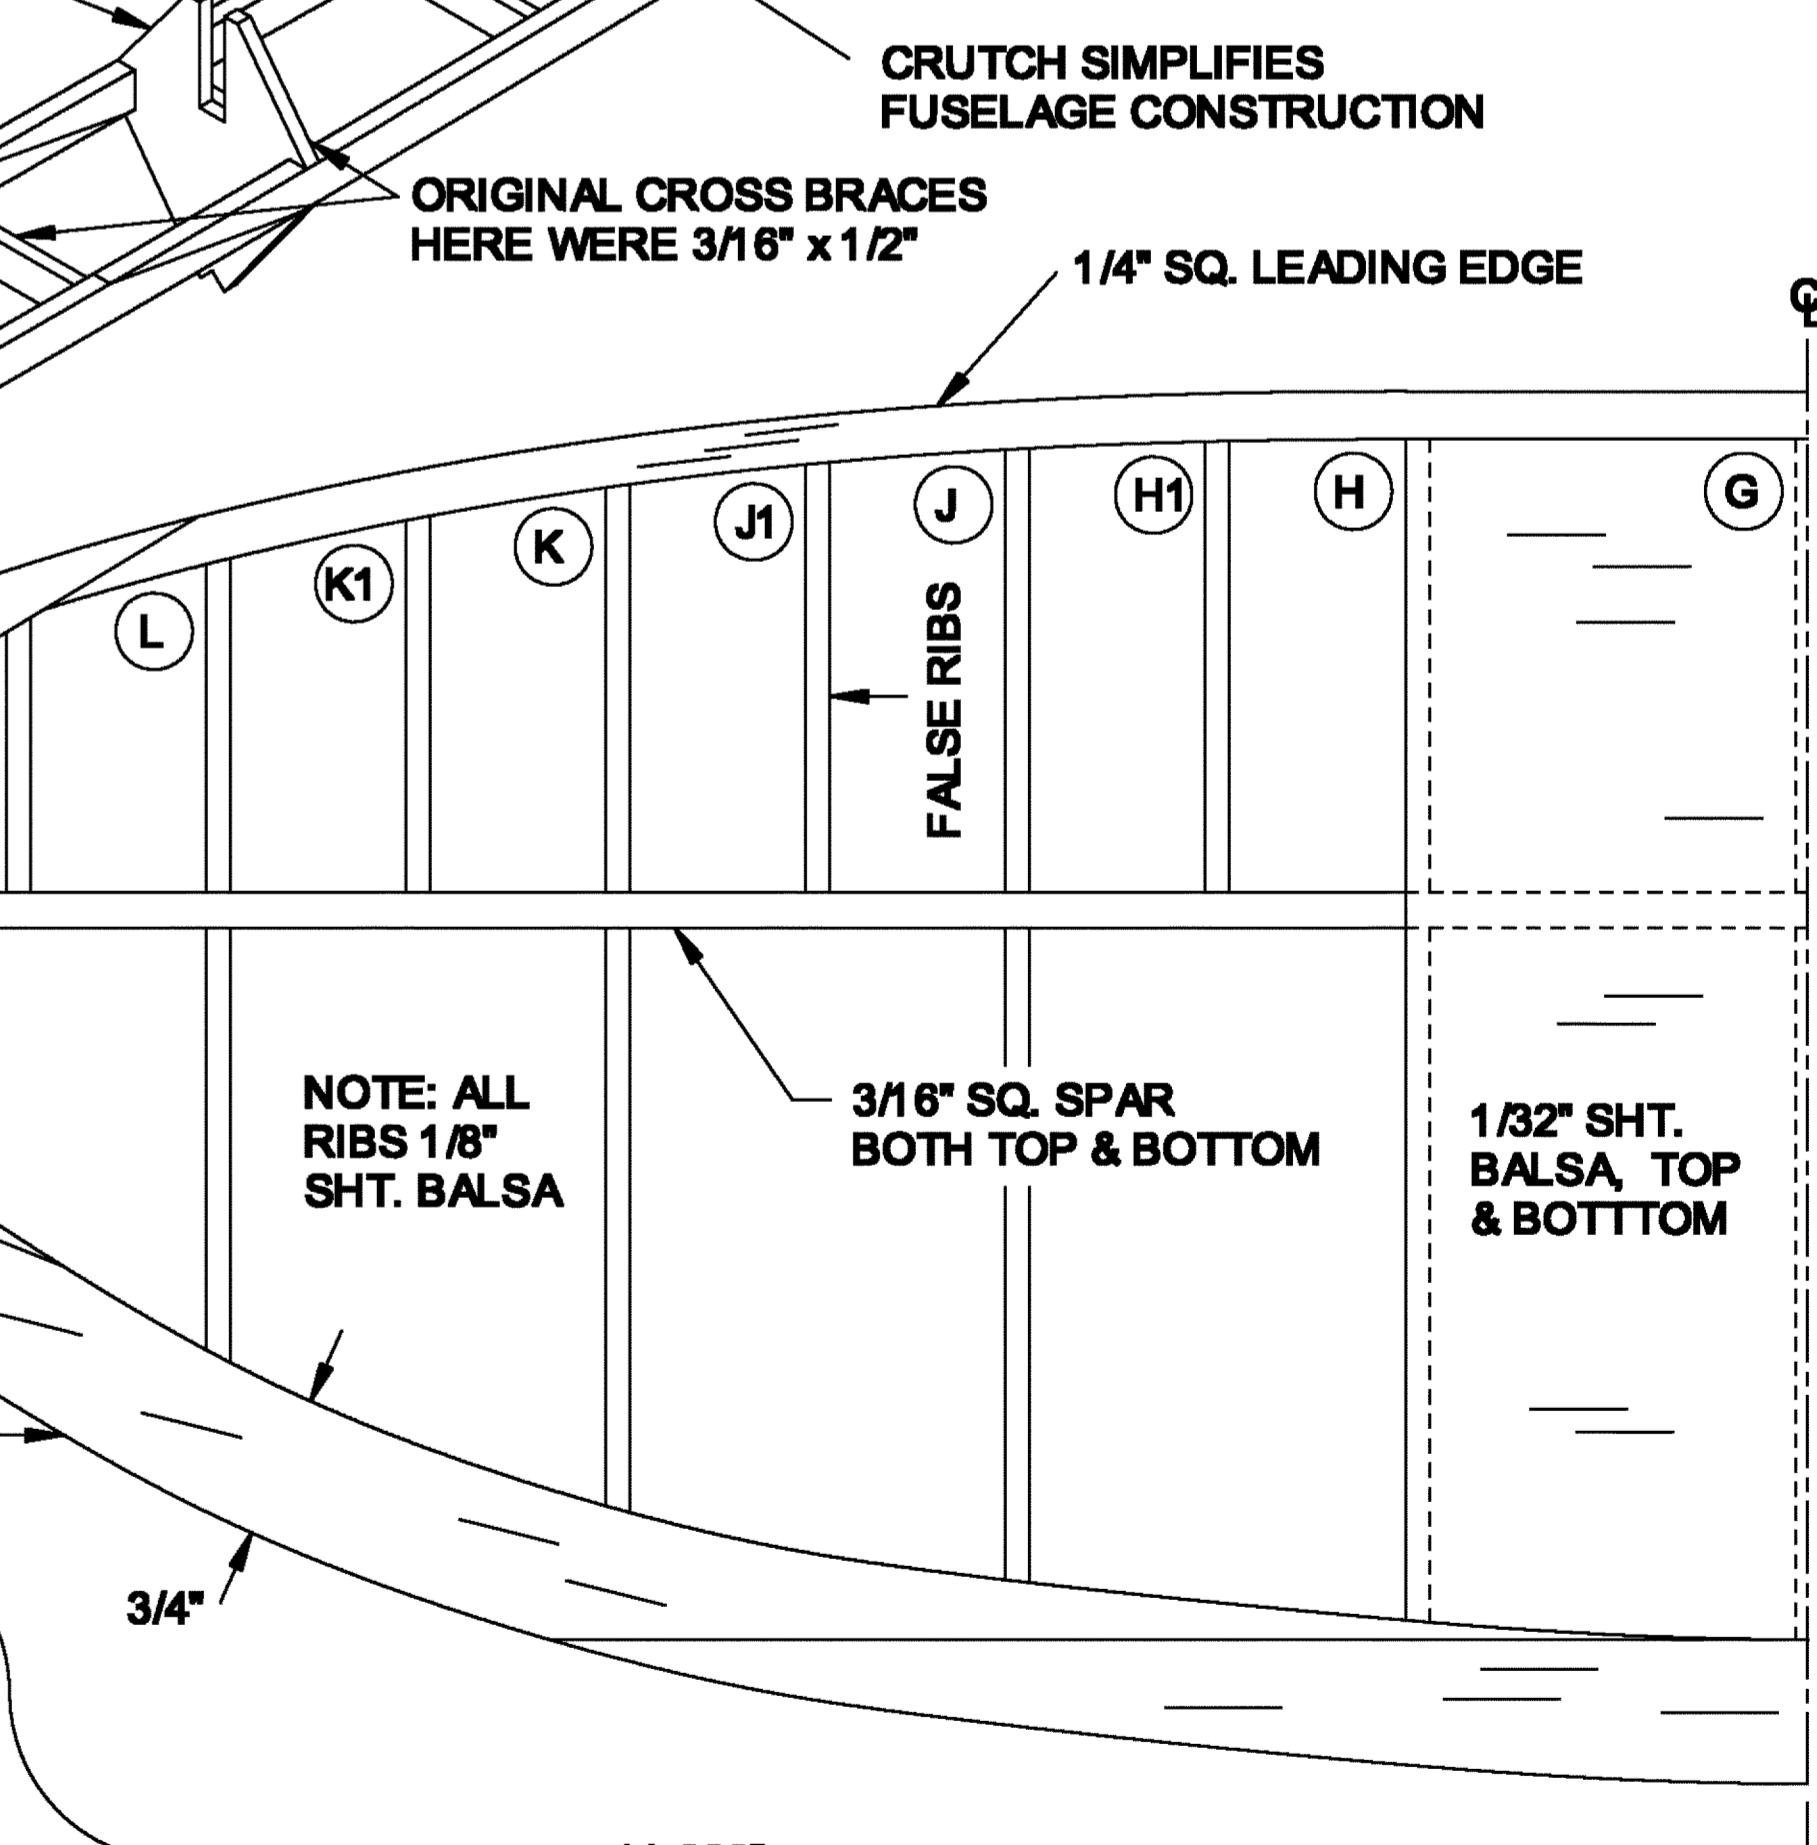 CRUTCH SIMPLIFIES
FUSELAGE CONSTRUCTION
ORIGINAL CROSS BRACES
HERE WERE 3/16" x 1/2"
1/4" SQ. LEADING EDGE
℄
L
K1
K
J1
J
H1
H
G
FALSE RIBS
NOTE: ALL
RIBS 1/8"
SHT. BALSA
3/16" SQ. SPAR
BOTH TOP & BOTTOM
1/32" SHT.
BALSA, TOP
& BOTTTOM
3/4"